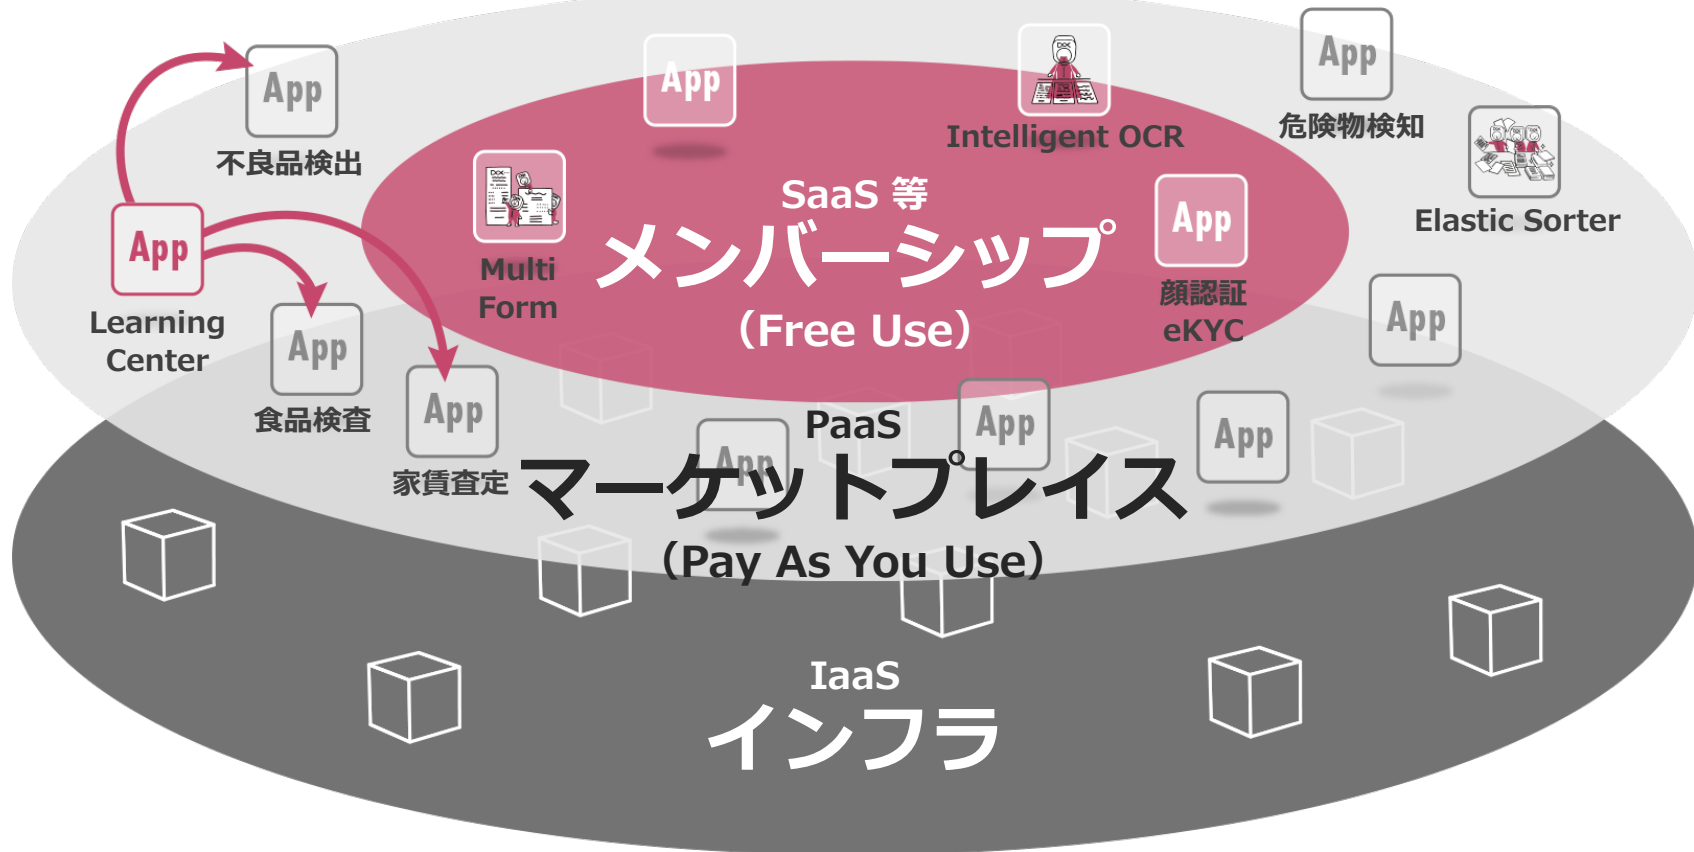 App
不良品検出
App
Learning
Center
App
食品検査
App
家賃査定
App
Multi
Form
DX
Intelligent OCR
App
危険物検知
Elastic Sorter
SaaS 等
メンバーシップ
（Free Use）
App
顔認証
eKYC
App
App
App
App
PaaS
マーケットプレイス
（Pay As You Use）
IaaS
インフラ